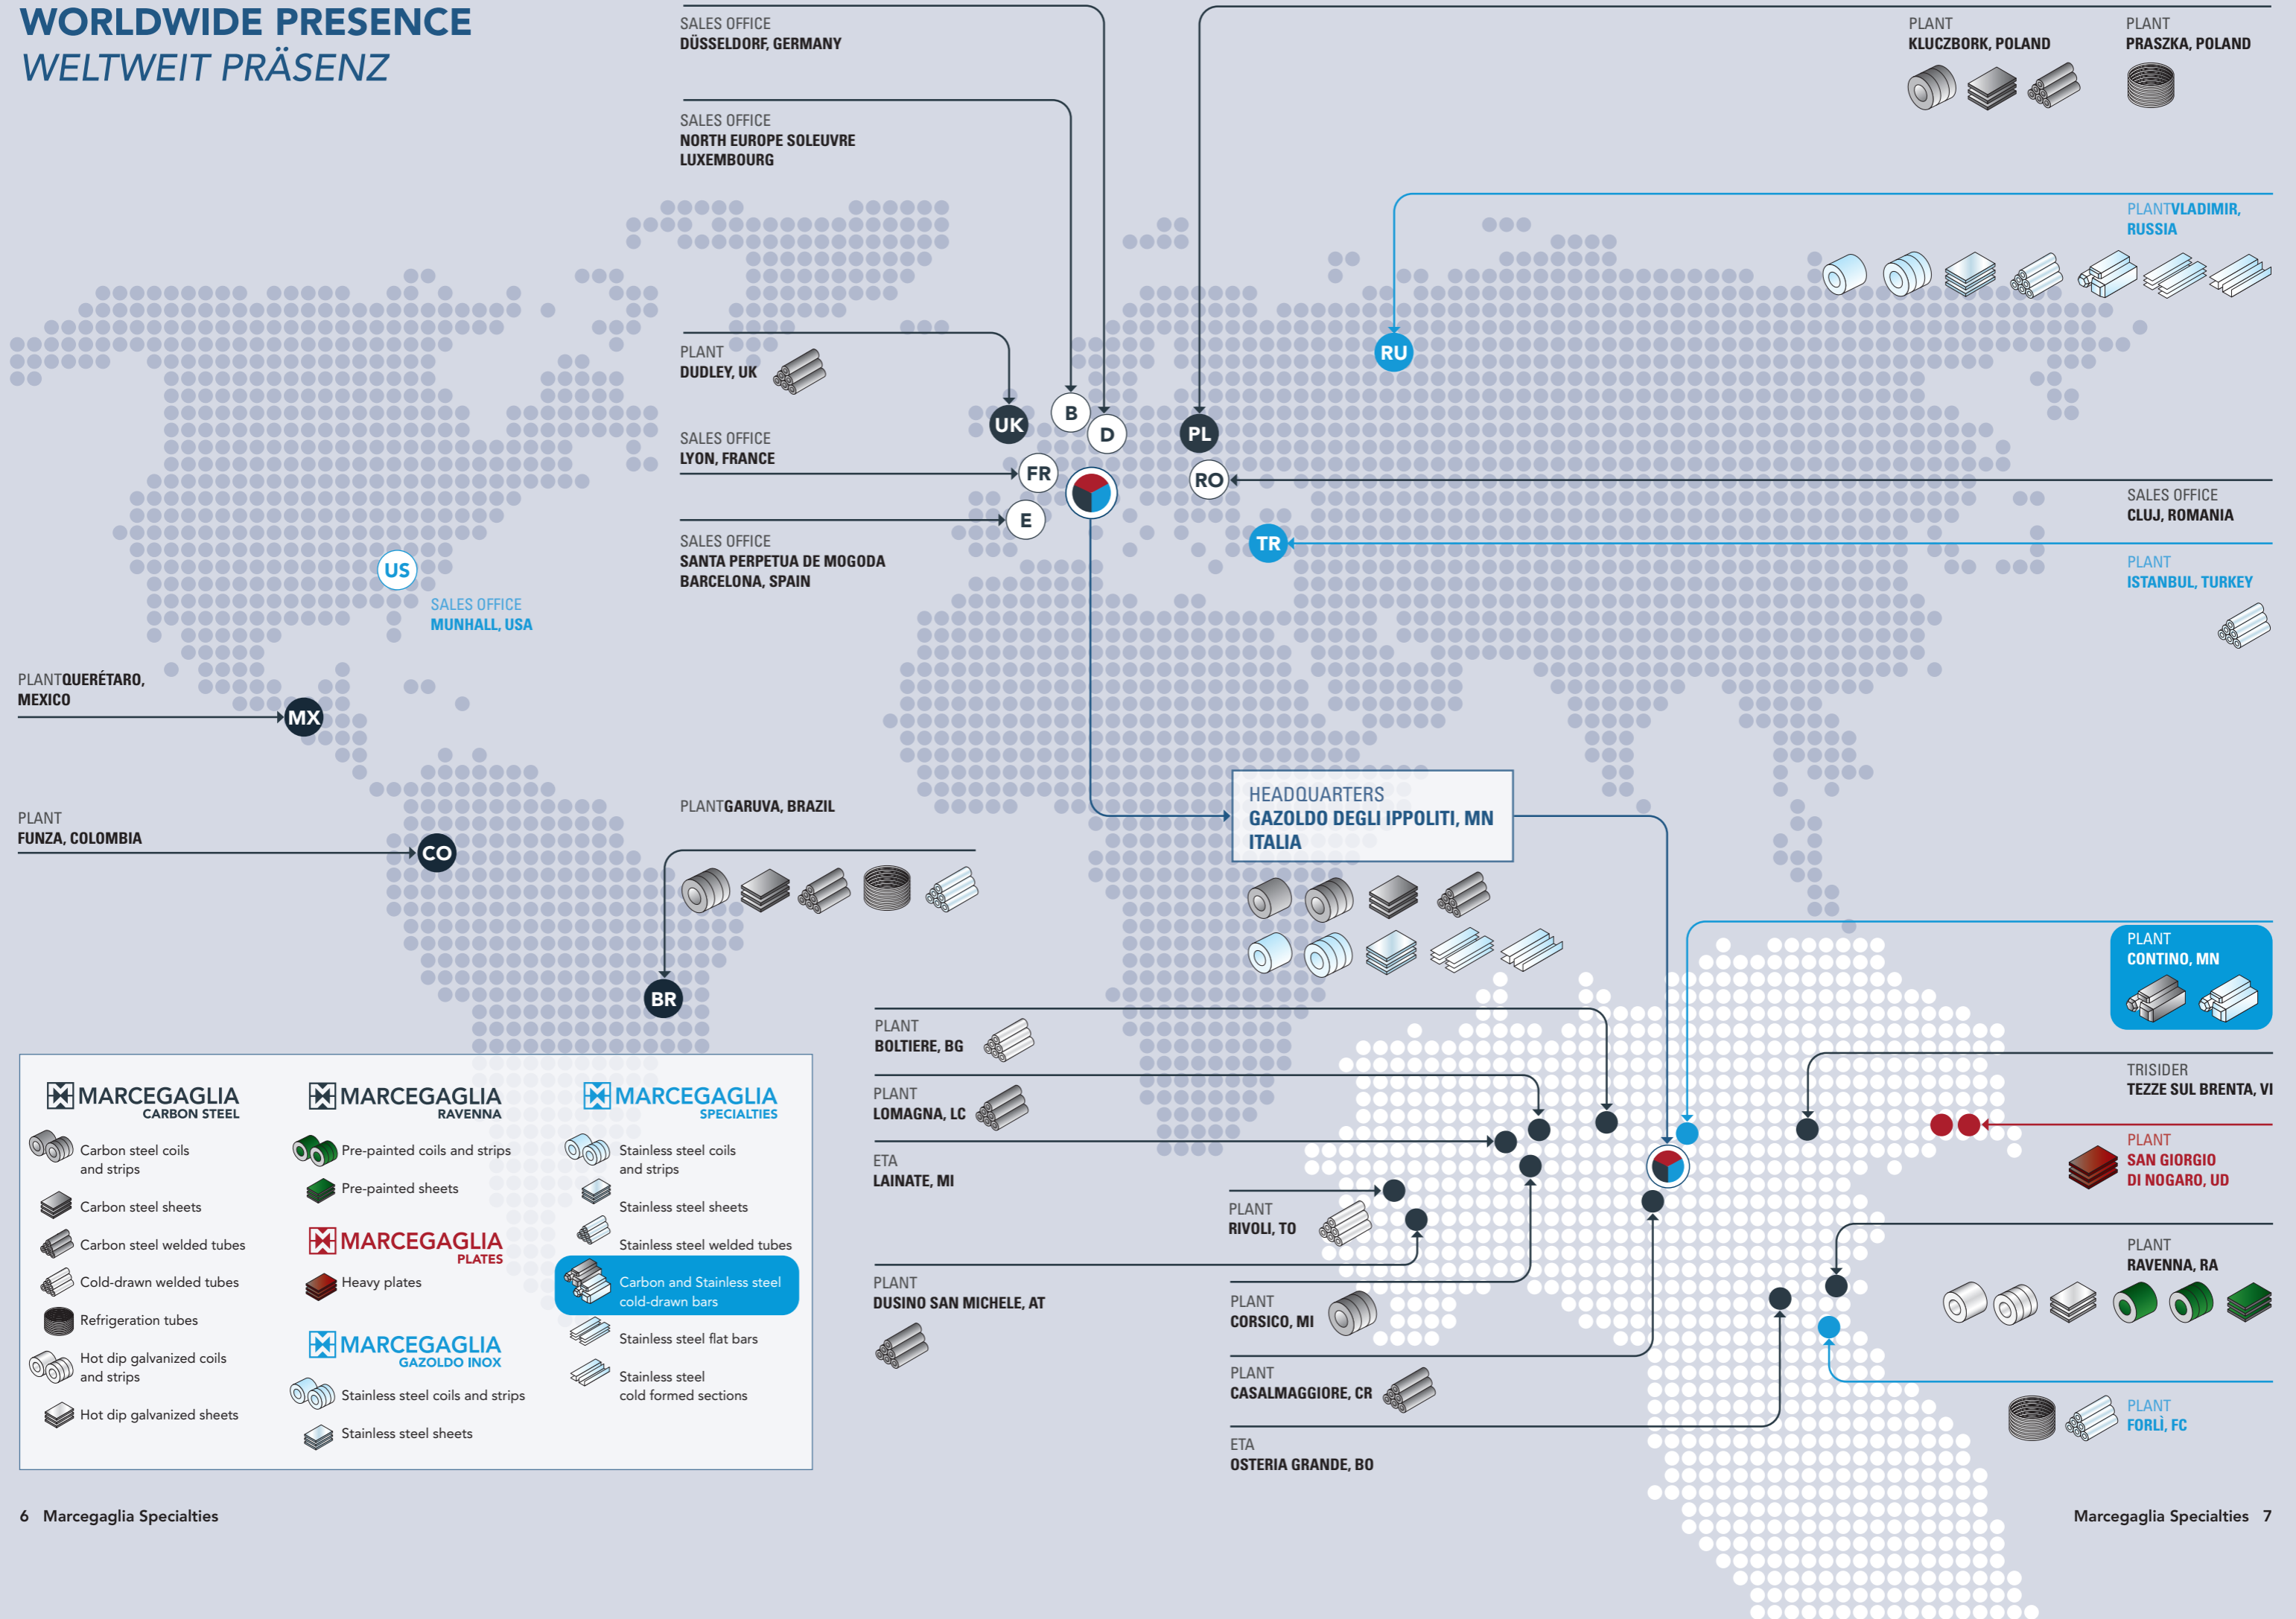 WORLDWIDE PRESENCE
WELTWEIT PRÄSENZ
SALES OFFICE
DÜSSELDORF, GERMANY
SALES OFFICE
NORTH EUROPE SOLEUVRE
LUXEMBOURG
PLANT
DUDLEY, UK
SALES OFFICE
LYON, FRANCE
SALES OFFICE
SANTA PERPETUA DE MOGODA
BARCELONA, SPAIN
UK
B
D
FR
E
PL
RO
RU
TR
PLANT
KLUCZBORK, POLAND
PLANT
PRASZKA, POLAND
PLANTVLADIMIR,
RUSSIA
SALES OFFICE
CLUJ, ROMANIA
PLANT
ISTANBUL, TURKEY
US
SALES OFFICE
MUNHALL, USA
PLANTQUERÉTARO,
MEXICO
MX
PLANT
FUNZA, COLOMBIA
CO
PLANTGARUVA, BRAZIL
BR
HEADQUARTERS
GAZOLDO DEGLI IPPOLITI, MN
ITALIA
PLANT
CONTINO, MN
PLANT
BOLTIERE, BG
PLANT
LOMAGNA, LC
ETA
LAINATE, MI
PLANT
RIVOLI, TO
PLANT
DUSINO SAN MICHELE, AT
PLANT
CORSICO, MI
PLANT
CASALMAGGIORE, CR
ETA
OSTERIA GRANDE, BO
TRISIDER
TEZZE SUL BRENTA, VI
PLANT
SAN GIORGIO
DI NOGARO, UD
PLANT
RAVENNA, RA
PLANT
FORLÌ, FC
MARCEGAGLIA
CARBON STEEL
Carbon steel coils
and strips
Carbon steel sheets
Carbon steel welded tubes
Cold-drawn welded tubes
Refrigeration tubes
Hot dip galvanized coils
and strips
Hot dip galvanized sheets
MARCEGAGLIA
RAVENNA
Pre-painted coils and strips
Pre-painted sheets
MARCEGAGLIA
PLATES
Heavy plates
MARCEGAGLIA
GAZOLDO INOX
Stainless steel coils and strips
Stainless steel sheets
MARCEGAGLIA
SPECIALTIES
Stainless steel coils
and strips
Stainless steel sheets
Stainless steel welded tubes
Carbon and Stainless steel
cold-drawn bars
Stainless steel flat bars
Stainless steel
cold formed sections
6 Marcegaglia Specialties
Marcegaglia Specialties 7